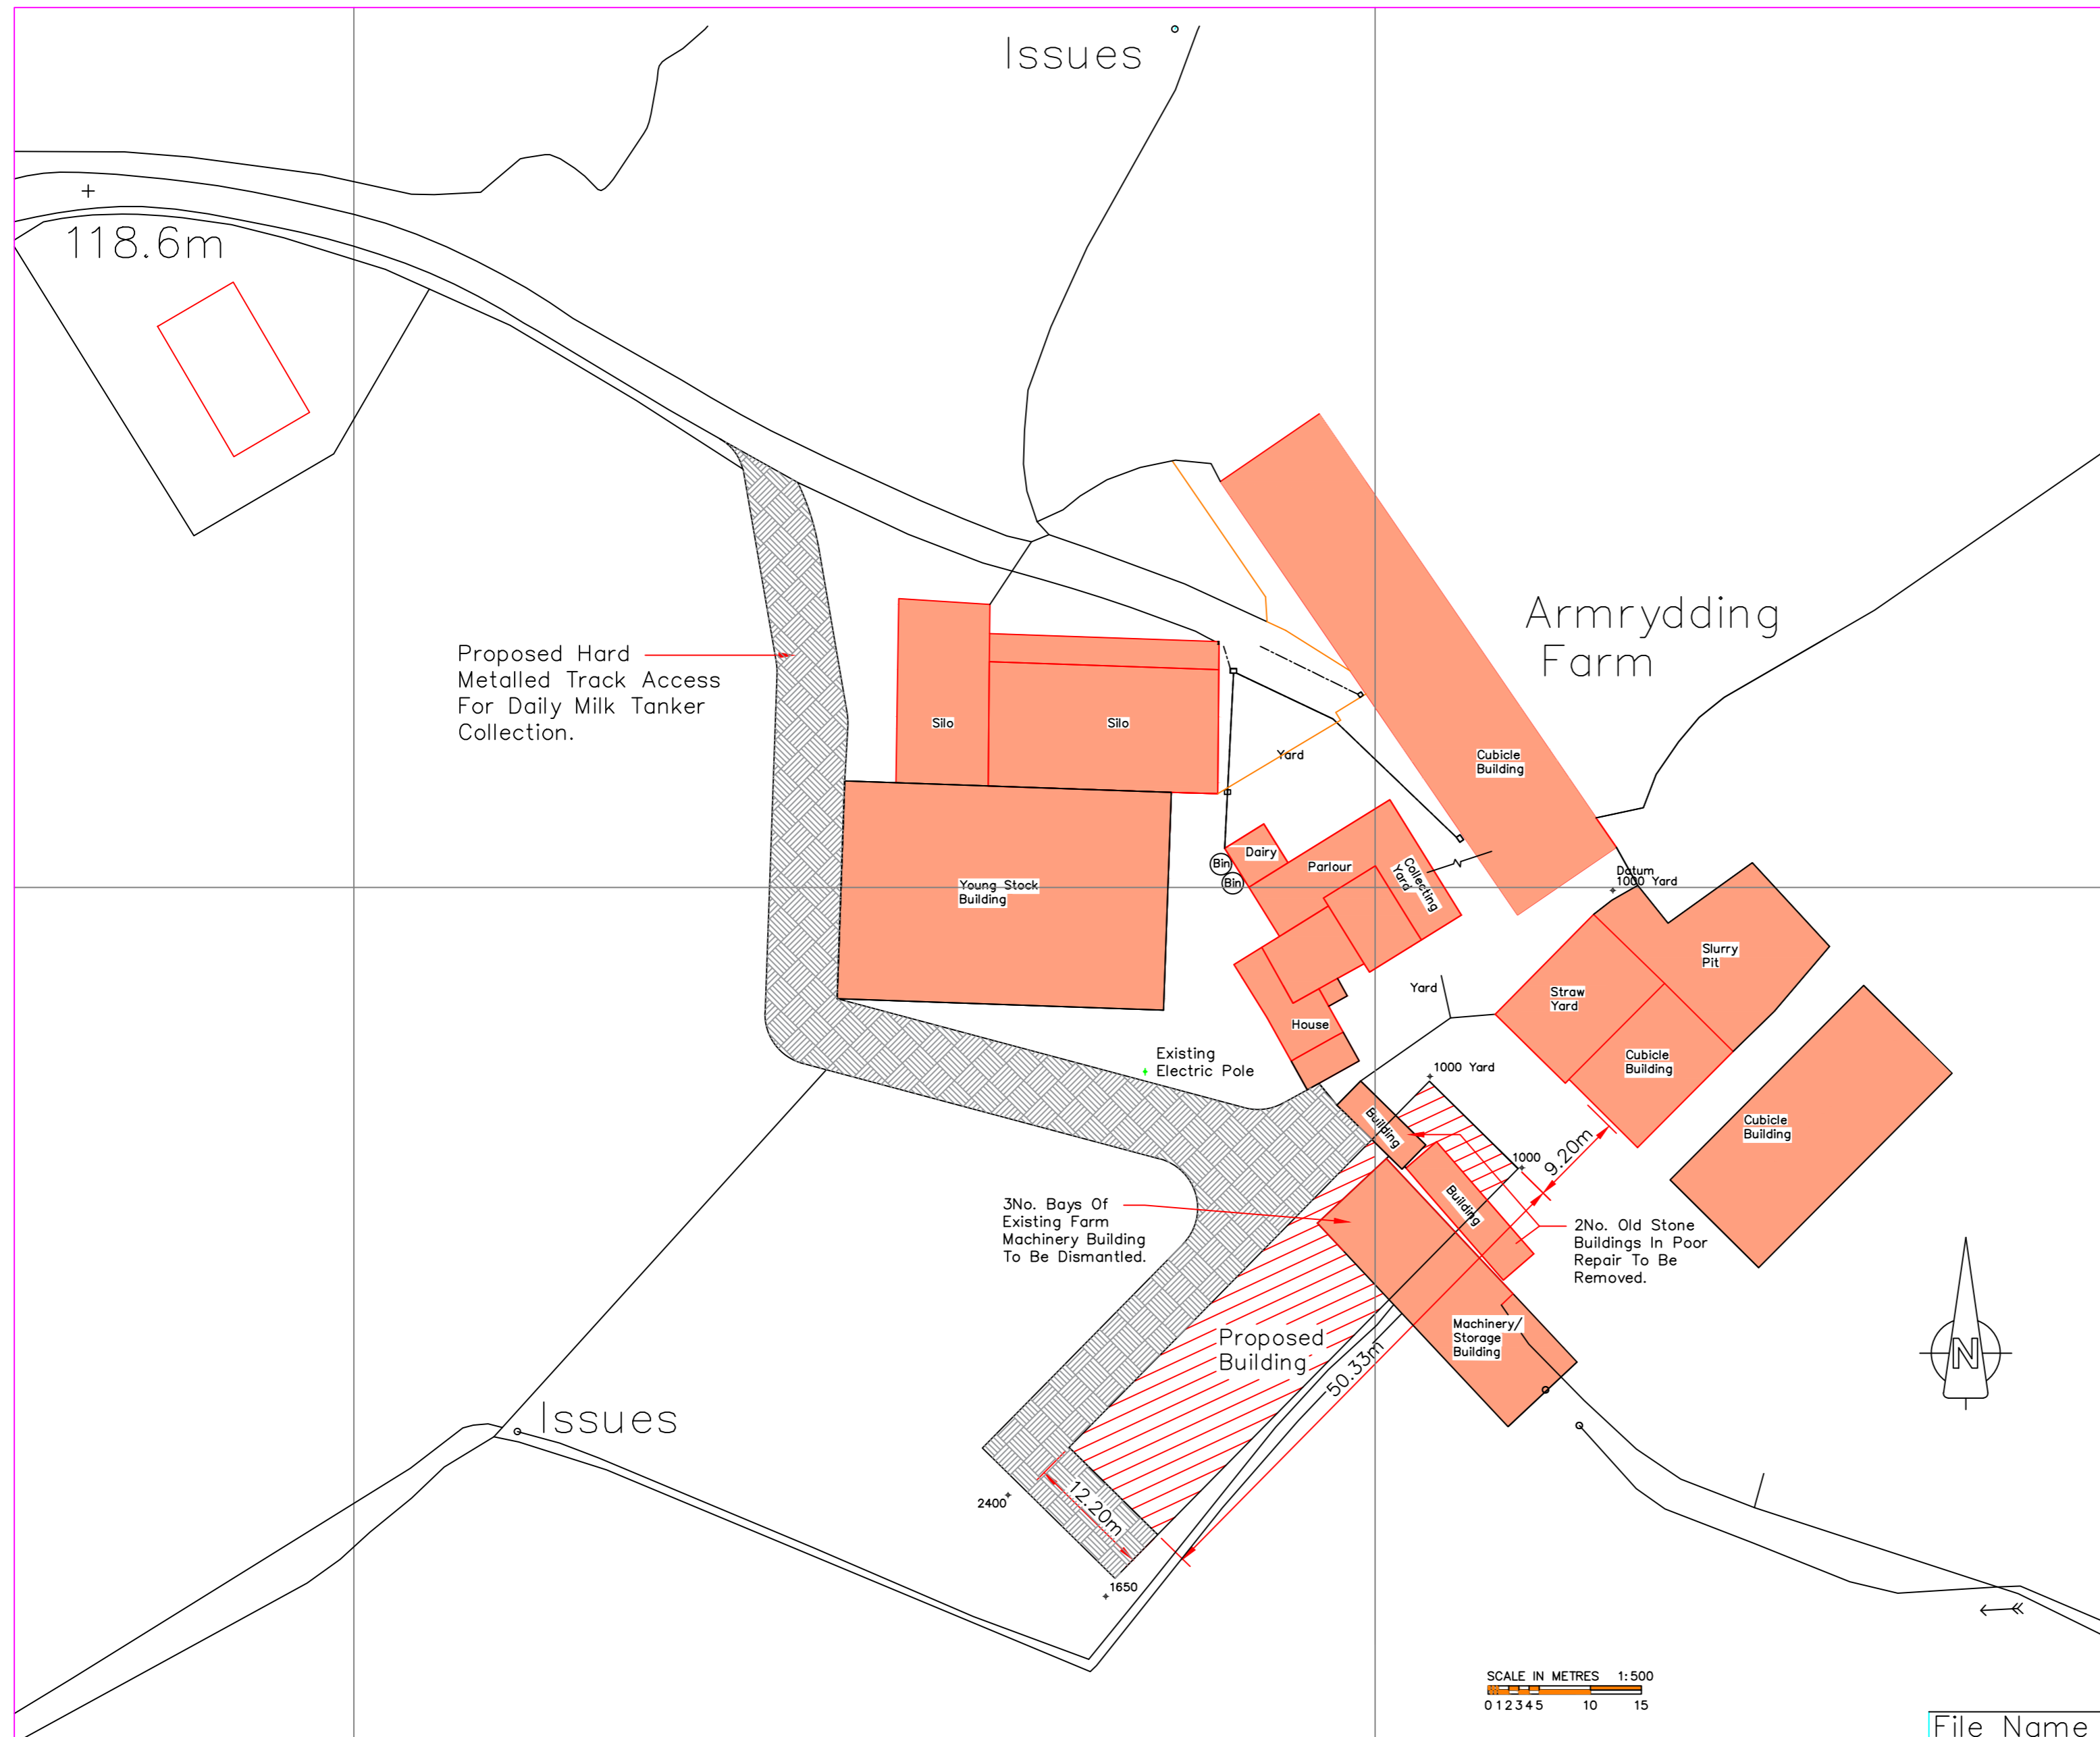 Issues
118.6m
Armrydding
Farm
Proposed Hard
Metalled Track Access
For Daily Milk Tanker
Collection.
Silo
Silo
Yard
Cubicle
Building
Dairy
Parlour
Collecting
Yard
Bin
Bin
Datum
1000 Yard
Young Stock
Building
Slurry
Pit
Straw
Yard
Yard
House
Cubicle
Building
Existing
Electric Pole
1000 Yard
Building
Cubicle
Building
9.20m
1000
Building
3No. Bays Of
Existing Farm
Machinery Building
To Be Dismantled.
2No. Old Stone
Buildings In Poor
Repair To Be
Removed.
Proposed
Building
Machinery/
Storage
Building
50.33m
N
Issues
12.20m
2400
1650
SCALE IN METRES 1:500
0 1 2 3 4 5 10 15
File Name